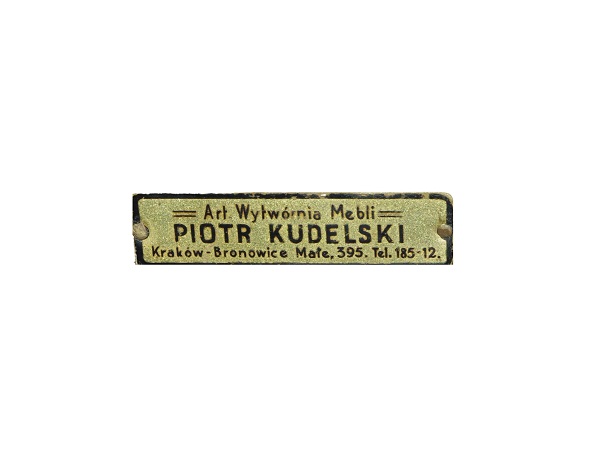 Art. Wytwórnia Mebli
PIOTR KUDELSKI
Kraków-Bronowice Małe, 395. Tel. 185-12.